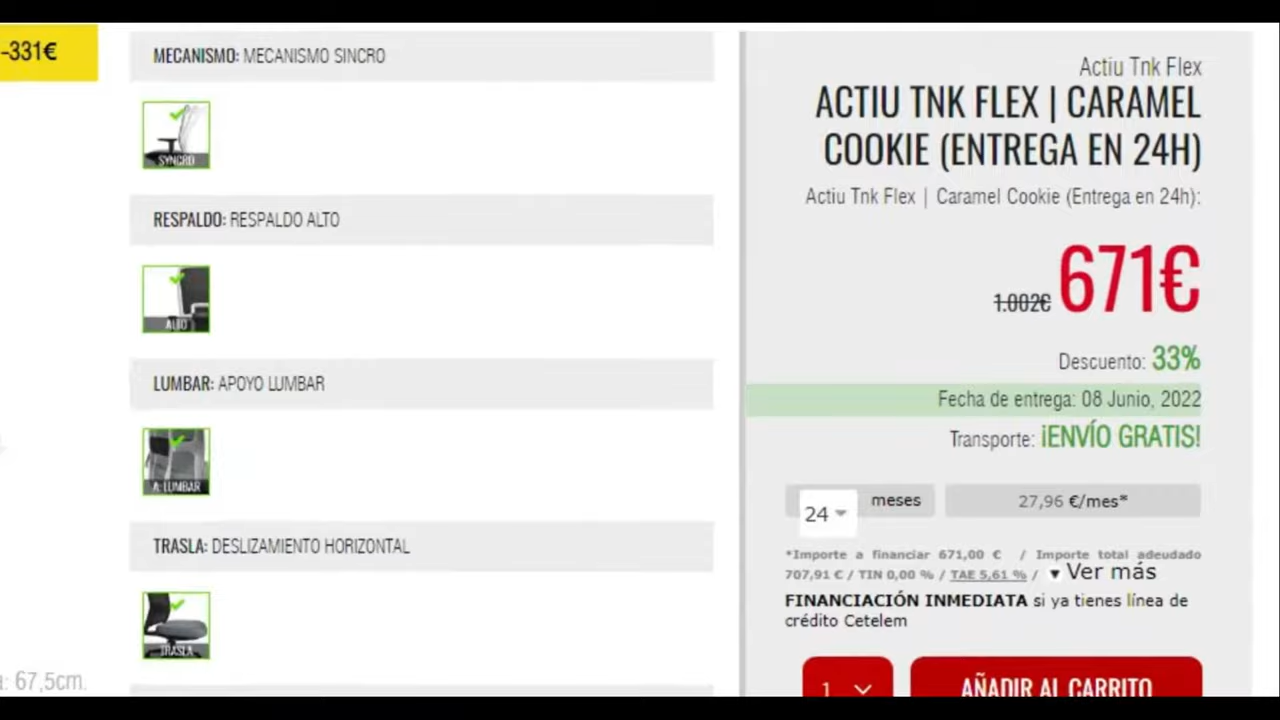 -331€
MECANISMO: MECANISMO SINCRO
SYNCRO
RESPALDO: RESPALDO ALTO
ALTO
LUMBAR: APOYO LUMBAR
A. LUMBAR
TRASLA: DESLIZAMIENTO HORIZONTAL
TRASLA
: 67,5cm.
Actiu Tnk Flex
ACTIU TNK FLEX | CARAMEL
COOKIE (ENTREGA EN 24H)
Actiu Tnk Flex | Caramel Cookie (Entrega en 24h):
1.002€ 671€
Descuento: 33%
Fecha de entrega: 08 Junio, 2022
Transporte: ¡ENVÍO GRATIS!
24 meses 27,96 €/mes*
*Importe a financiar 671,00 € / Importe total adeudado
707,91 € / TIN 0,00 % / TAE 5,61 % / ▼ Ver más
FINANCIACIÓN INMEDIATA si ya tienes línea de
crédito Cetelem
1 AÑADIR AL CARRITO